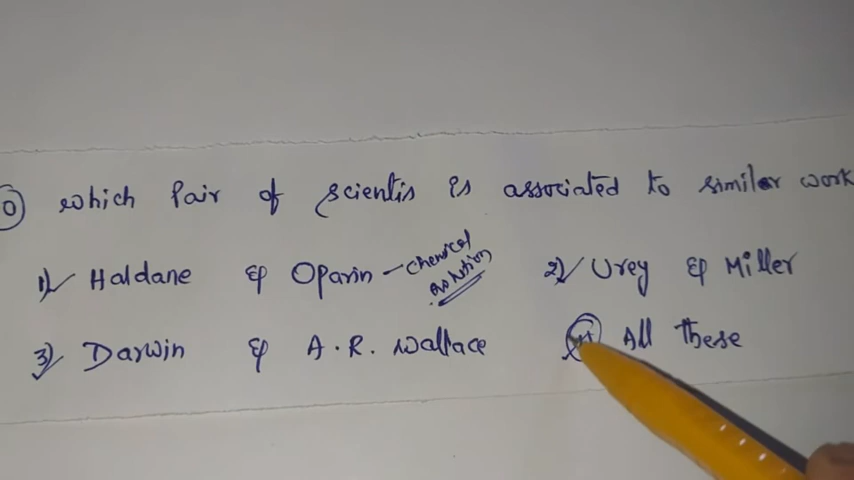 which pair of scientis is associated to similar work
1) Haldane & Oparin – chemical evolution 2) Urey & Miller
3) Darwin & A.R. Wallace All these